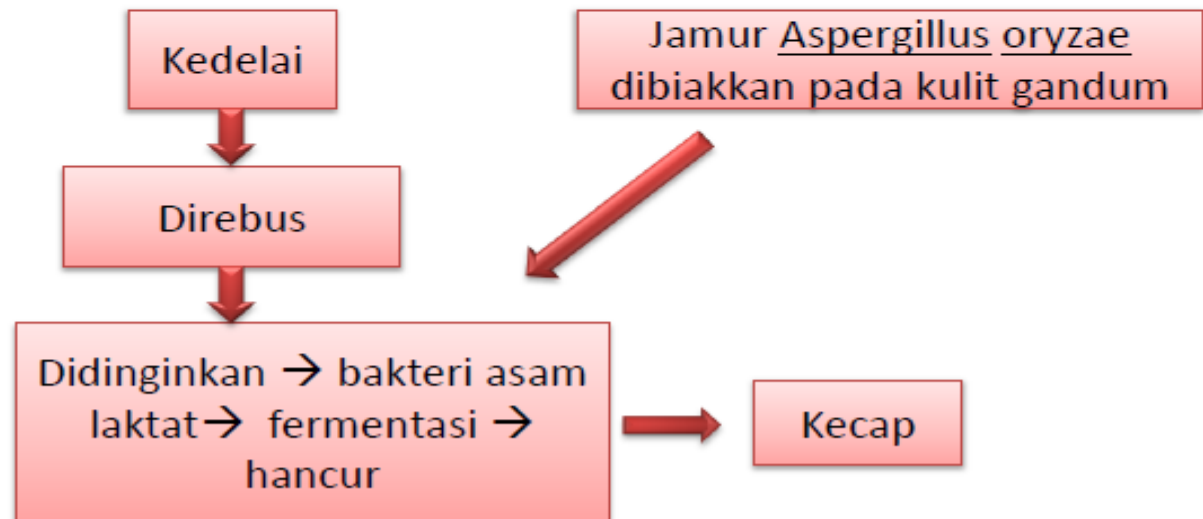 Kedelai
Jamur Aspergillus oryzae
dibiakkan pada kulit gandum
Direbus
Didinginkan → bakteri asam
laktat→ fermentasi →
hancur
Kecap